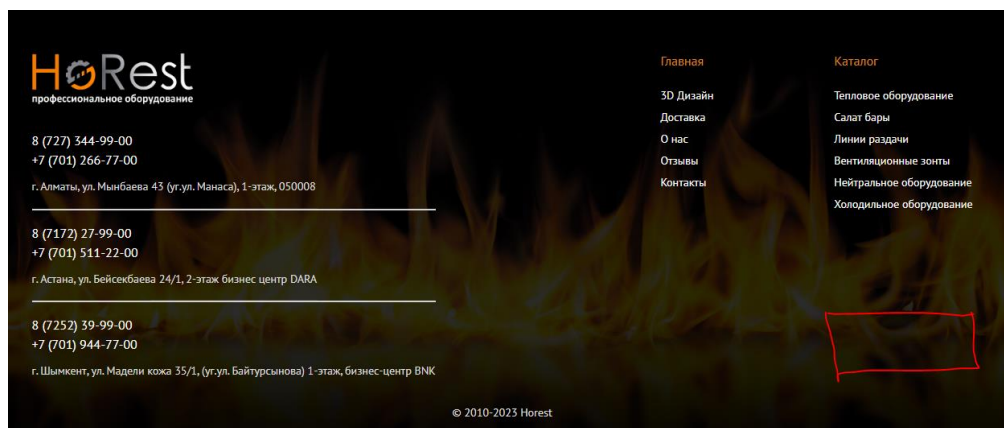 HoRest
профессиональное оборудование
8 (727) 344-99-00
+7 (701) 266-77-00
г. Алматы, ул. Мынбаева 43 (уг.ул. Манаса), 1-этаж, 050008
8 (7172) 27-99-00
+7 (701) 511-22-00
г. Астана, ул. Бейсекбаева 24/1, 2-этаж бизнес центр DARA
8 (7252) 39-99-00
+7 (701) 944-77-00
г. Шымкент, ул. Мадели кожа 35/1, (уг.ул. Байтурсынова) 1-этаж, бизнес-центр BNK
Главная
3D Дизайн
Доставка
О нас
Отзывы
Контакты
Каталог
Тепловое оборудование
Салат бары
Линии раздачи
Вентиляционные зонты
Нейтральное оборудование
Холодильное оборудование
© 2010-2023 Horest